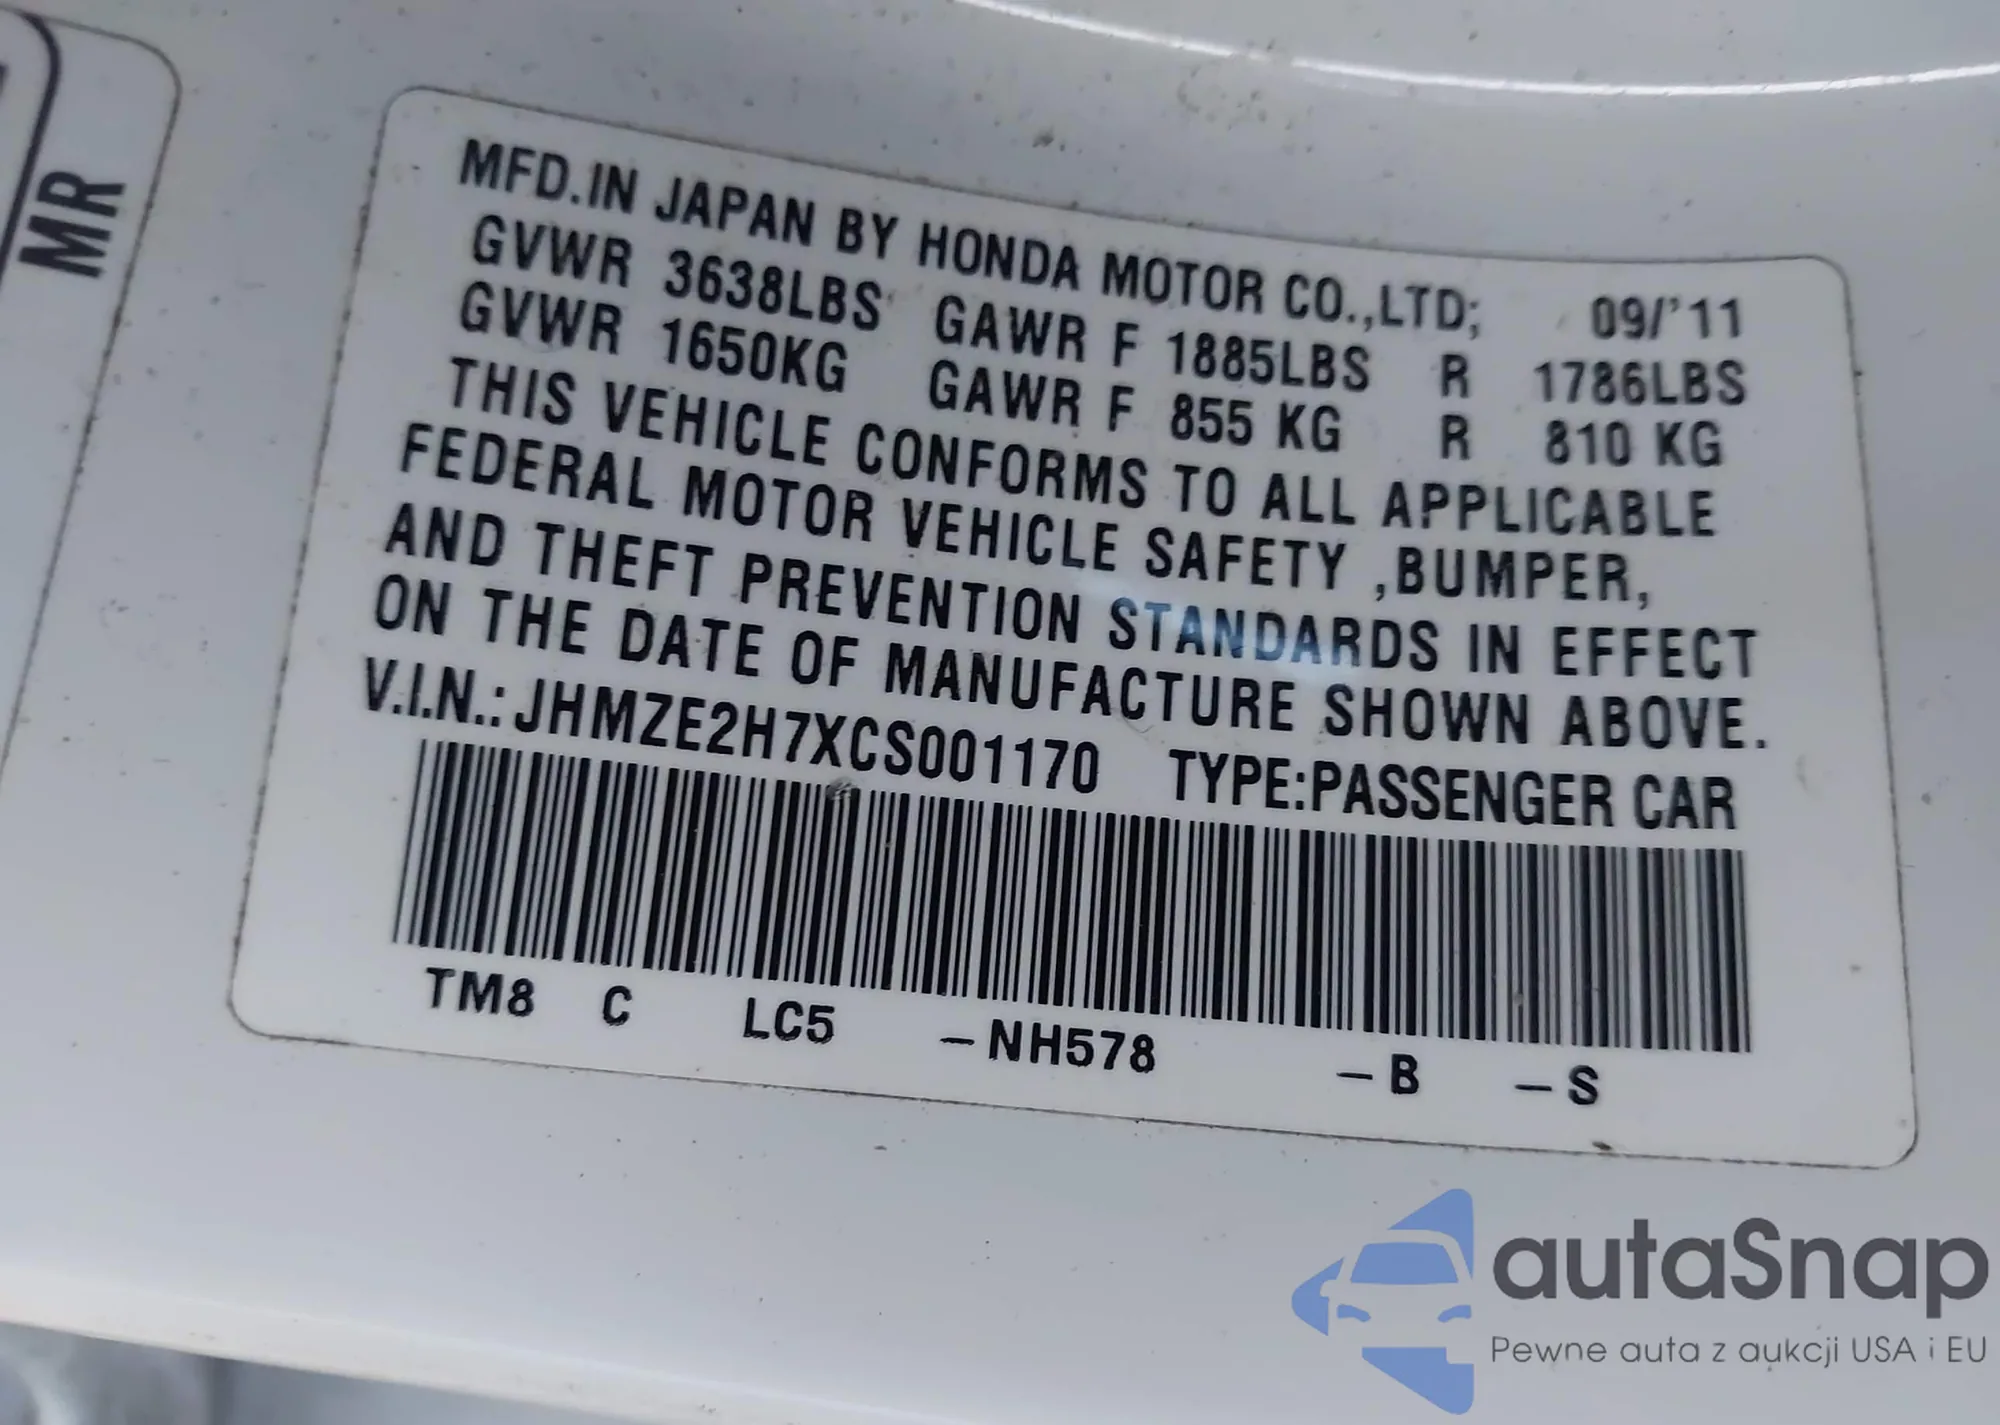 MR
MFD.IN JAPAN BY HONDA MOTOR CO.,LTD; 09/'11
GVWR 3638LBS GAWR F 1885LBS R 1786LBS
GVWR 1650KG GAWR F 855 KG R 810 KG
THIS VEHICLE CONFORMS TO ALL APPLICABLE
FEDERAL MOTOR VEHICLE SAFETY ,BUMPER,
AND THEFT PREVENTION STANDARDS IN EFFECT
ON THE DATE OF MANUFACTURE SHOWN ABOVE.
V.I.N.: JHMZE2H7XCS001170 TYPE:PASSENGER CAR
TM8 C LC5 –NH578 –B –S
autaSnap
Pewne auta z aukcji USA i EU